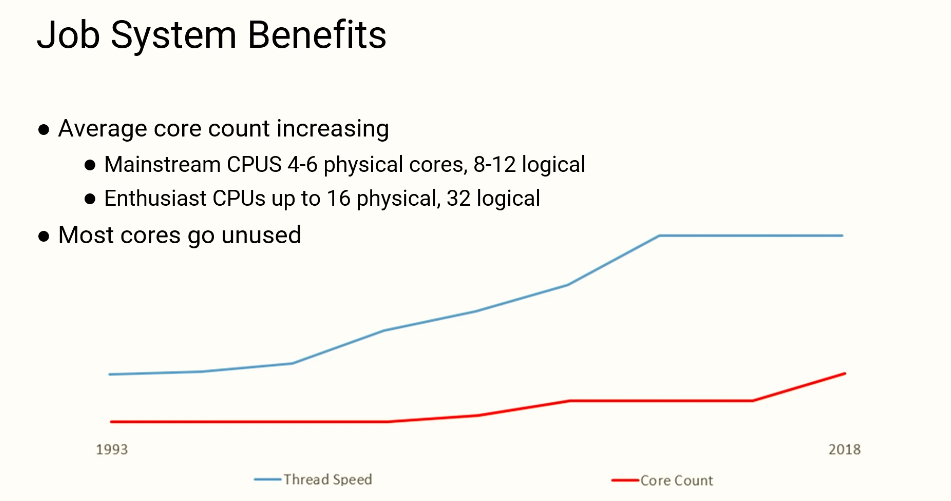 Job System Benefits
● Average core count increasing
● Mainstream CPUS 4-6 physical cores, 8-12 logical
● Enthusiast CPUs up to 16 physical, 32 logical
● Most cores go unused
1993 2018
Thread Speed Core Count